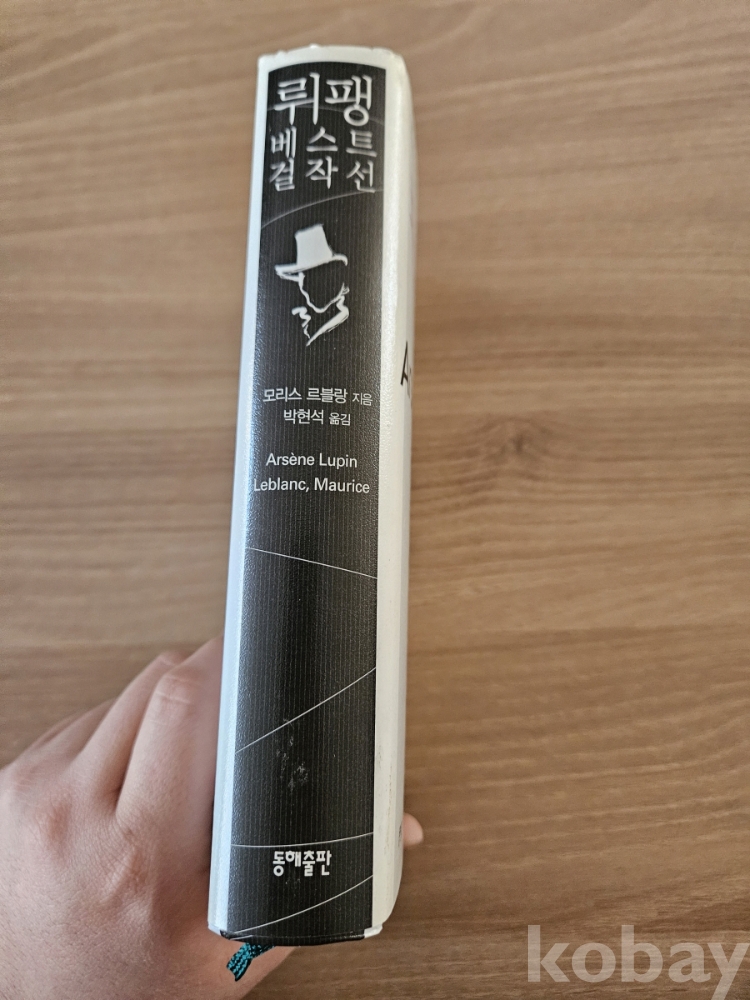 뤼팽
베스트
걸작선
모리스 르블랑 지음
박현석 옮김
Arsène Lupin
Leblanc, Maurice
동해출판
kobay